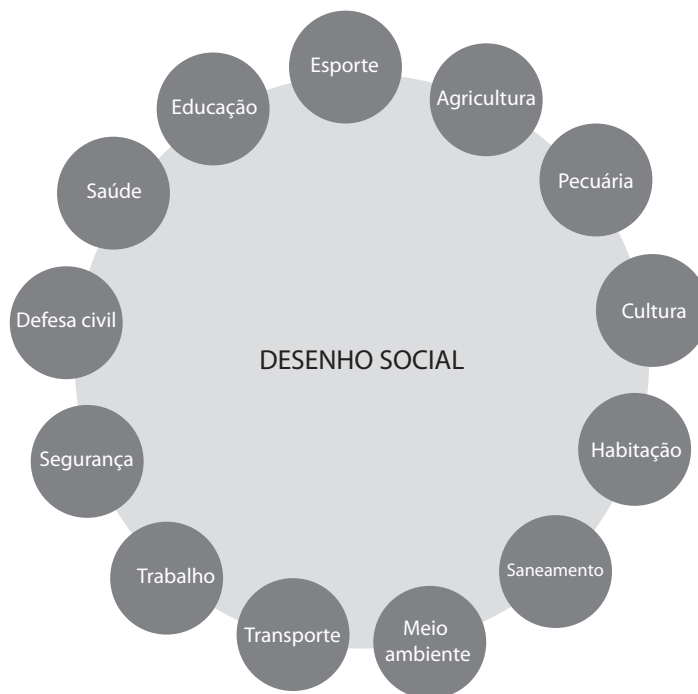 Esporte
Agricultura
Pecuária
Cultura
Habitação
Saneamento
Meio
ambiente
Transporte
Trabalho
Segurança
Defesa civil
Saúde
Educação
DESENHO SOCIAL